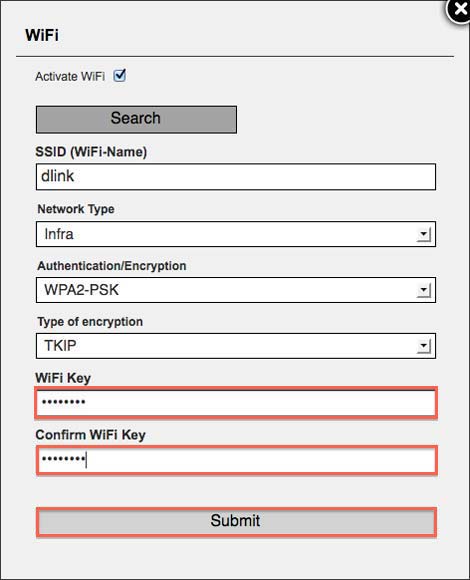 WiFi
Activate WiFi
Search
SSID (WiFi-Name)
dlink
Network Type
Infra
Authentication/Encryption
WPA2-PSK
Type of encryption
TKIP
WiFi Key
••••••••
Confirm WiFi Key
••••••••
Submit